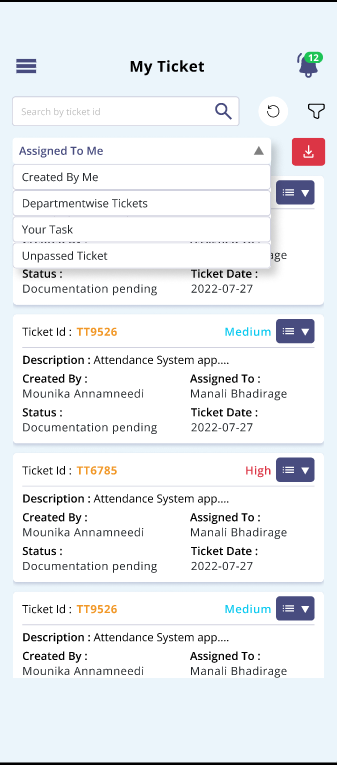 12
My Ticket
Search by ticket id
Assigned To Me
Created By Me
Departmentwise Tickets
Your Task
Unpassed Ticket
Status : Ticket Date :
Documentation pending 2022-07-27
Ticket Id : TT9526 Medium
Description : Attendance System app....
Created By : Assigned To :
Mounika Annamneedi Manali Bhadirage
Status : Ticket Date :
Documentation pending 2022-07-27
Ticket Id : TT6785 High
Description : Attendance System app....
Created By : Assigned To :
Mounika Annamneedi Manali Bhadirage
Status : Ticket Date :
Documentation pending 2022-07-27
Ticket Id : TT9526 Medium
Description : Attendance System app....
Created By : Assigned To :
Mounika Annamneedi Manali Bhadirage